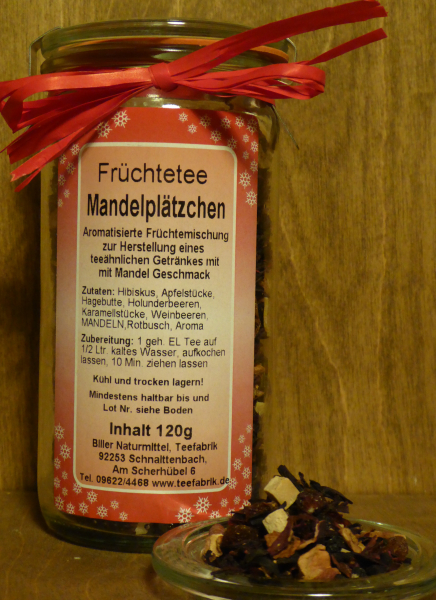 Früchtetee
Mandelplätzchen
Aromatisierte Früchtemischung
zur Herstellung eines
teeähnlichen Getränkes mit
mit Mandel Geschmack
Zutaten: Hibiskus, Apfelstücke,
Hagebutte, Holunderbeeren,
Karamellstücke, Weinbeeren,
MANDELN,Rotbusch, Aroma
Zubereitung: 1 geh. EL Tee auf
1/2 Ltr. kaltes Wasser, aufkochen
lassen, 10 Min. ziehen lassen
Kühl und trocken lagern!
Mindestens haltbar bis und
Lot Nr. siehe Boden
Inhalt 120g
Biller Naturmittel, Teefabrik
92253 Schnaittenbach,
Am Scherhübel 6
Tel. 09622/4468 www.teefabrik.de